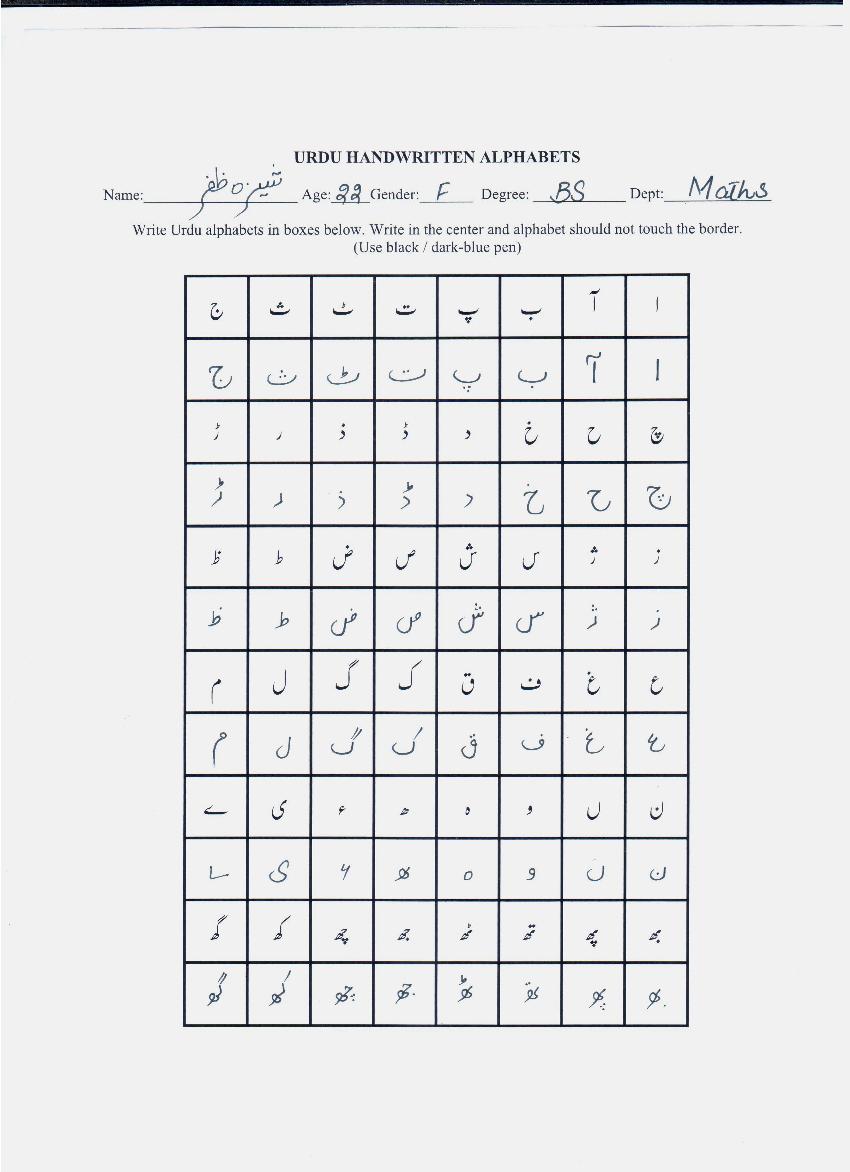 URDU HANDWRITTEN ALPHABETS
Name: شیزہ ظفر Age: 22 Gender: F Degree: BS Dept: Maths
Write Urdu alphabets in boxes below. Write in the center and alphabet should not touch the border.
(Use black / dark-blue pen)
ا آ ب پ ت ٹ ث ج
ا آ ب پ ت ٹ ث ج
چ ح خ د ڈ ذ ر ڑ
چ ح خ د ڈ ذ ر ڑ
ز ژ س ش ص ض ط ظ
ز ژ س ش ص ض ط ظ
ع غ ف ق ک گ ل م
ع غ ف ق ک گ ل م
ن ں و ہ ھ ء ی ے
ن ں و ہ ھ ء ی ے
بھ پھ تھ ٹھ جھ چھ کھ گھ
بھ پھ تھ ٹھ جھ چھ کھ گھ